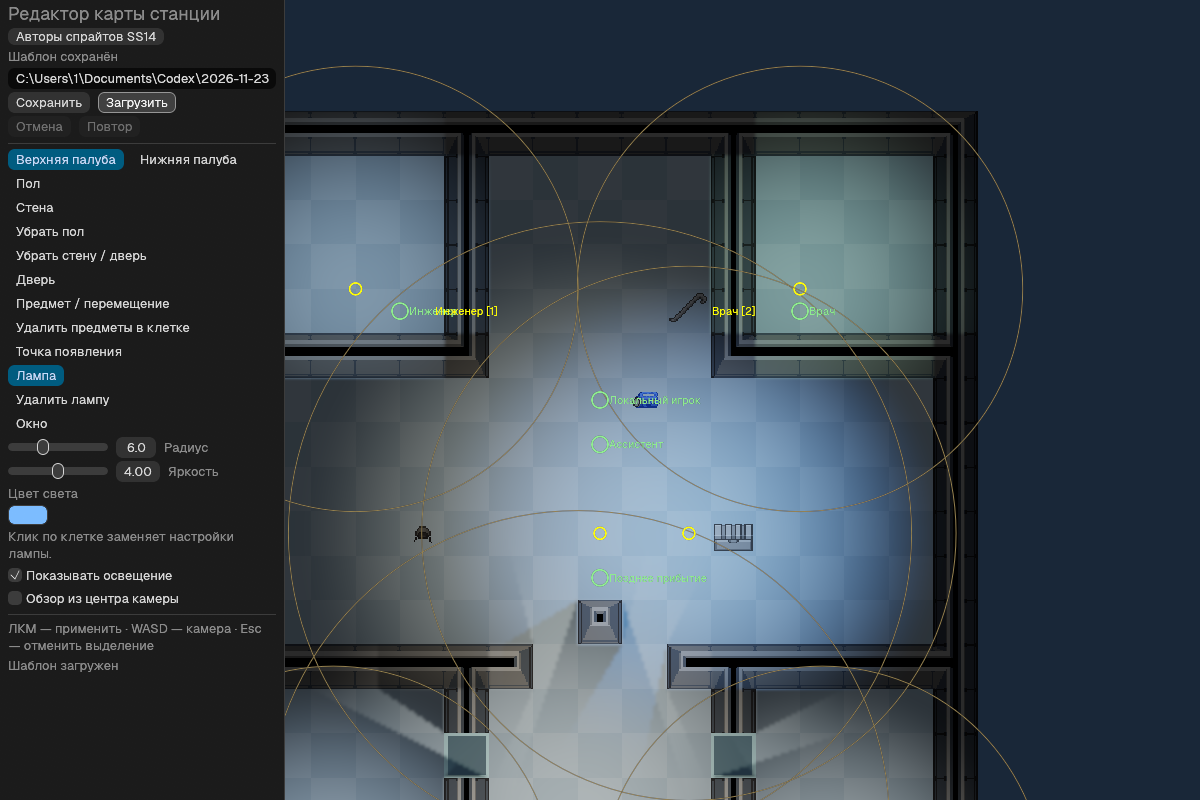 Редактор карты станции
Авторы спрайтов SS14
Шаблон сохранён
C:\Users\1\Documents\Codex\2026-11-23
Сохранить
Загрузить
Отмена
Повтор
Верхняя палуба
Нижняя палуба
Пол
Стена
Убрать пол
Убрать стену / дверь
Дверь
Предмет / перемещение
Удалить предметы в клетке
Точка появления
Лампа
Удалить лампу
Окно
6.0 Радиус
4.00 Яркость
Цвет света
Клик по клетке заменяет настройки
лампы.
Показывать освещение
Обзор из центра камеры
ЛКМ — применить · WASD — камера · Esc
— отменить выделение
Шаблон загружен
Инженер [1]
Врач [2]
Врач
Локальный игрок
Ассистент
Позднее прибытие